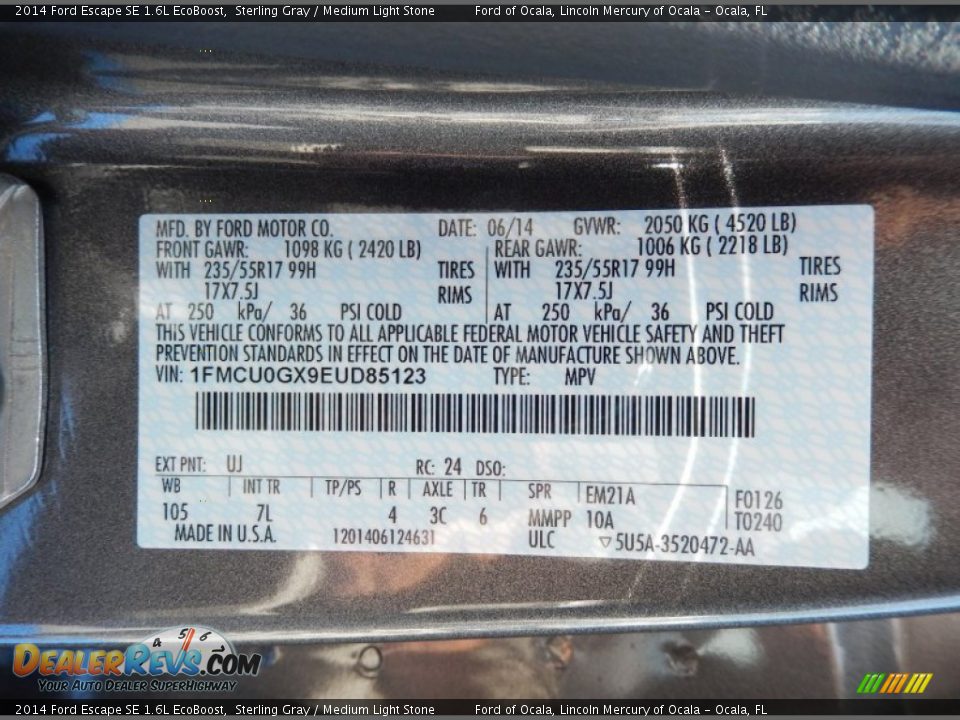 2014 Ford Escape SE 1.6L EcoBoost, Sterling Gray / Medium Light Stone Ford of Ocala, Lincoln Mercury of Ocala - Ocala, FL
MFD. BY FORD MOTOR CO. DATE: 06/14 GVWR: 2050 KG ( 4520 LB)
FRONT GAWR: 1098 KG ( 2420 LB) REAR GAWR: 1006 KG ( 2218 LB)
WITH 235/55R17 99H TIRES WITH 235/55R17 99H TIRES
17X7.5J RIMS 17X7.5J RIMS
AT 250 kPa/ 36 PSI COLD AT 250 kPa/ 36 PSI COLD
THIS VEHICLE CONFORMS TO ALL APPLICABLE FEDERAL MOTOR VEHICLE SAFETY AND THEFT
PREVENTION STANDARDS IN EFFECT ON THE DATE OF MANUFACTURE SHOWN ABOVE.
VIN: 1FMCU0GX9EUD85123 TYPE: MPV
EXT PNT: UJ RC: 24 DSO:
WB INT TR TP/PS R AXLE TR SPR EM21A F0126
105 7L 4 3C 6 MMPP 10A T0240
MADE IN U.S.A. 1201406124631 ULC ▽5U5A-3520472-AA
4 5 6
DEALERREVS.COM
YOUR AUTO DEALER SUPERHIGHWAY
2014 Ford Escape SE 1.6L EcoBoost, Sterling Gray / Medium Light Stone Ford of Ocala, Lincoln Mercury of Ocala - Ocala, FL